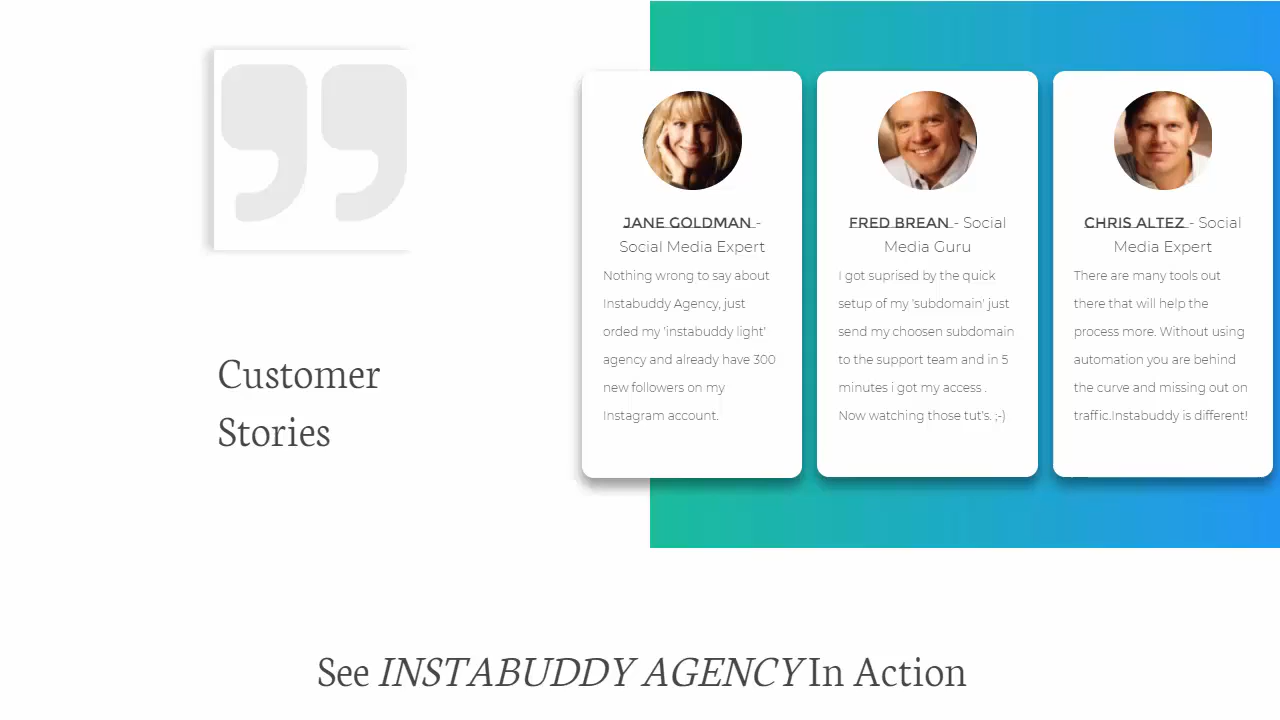 Customer
Stories
JANE GOLDMAN -
Social Media Expert
Nothing wrong to say about
Instabuddy Agency, just
orded my 'instabuddy light'
agency and already have 300
new followers on my
Instagram account.
FRED BREAN - Social
Media Guru
I got suprised by the quick
setup of my 'subdomain' just
send my choosen subdomain
to the support team and in 5
minutes i got my access .
Now watching those tut's. ;-)
CHRIS ALTEZ - Social
Media Expert
There are many tools out
there that will help the
process more. Without using
automation you are behind
the curve and missing out on
traffic.Instabuddy is different!
See INSTABUDDY AGENCY In Action